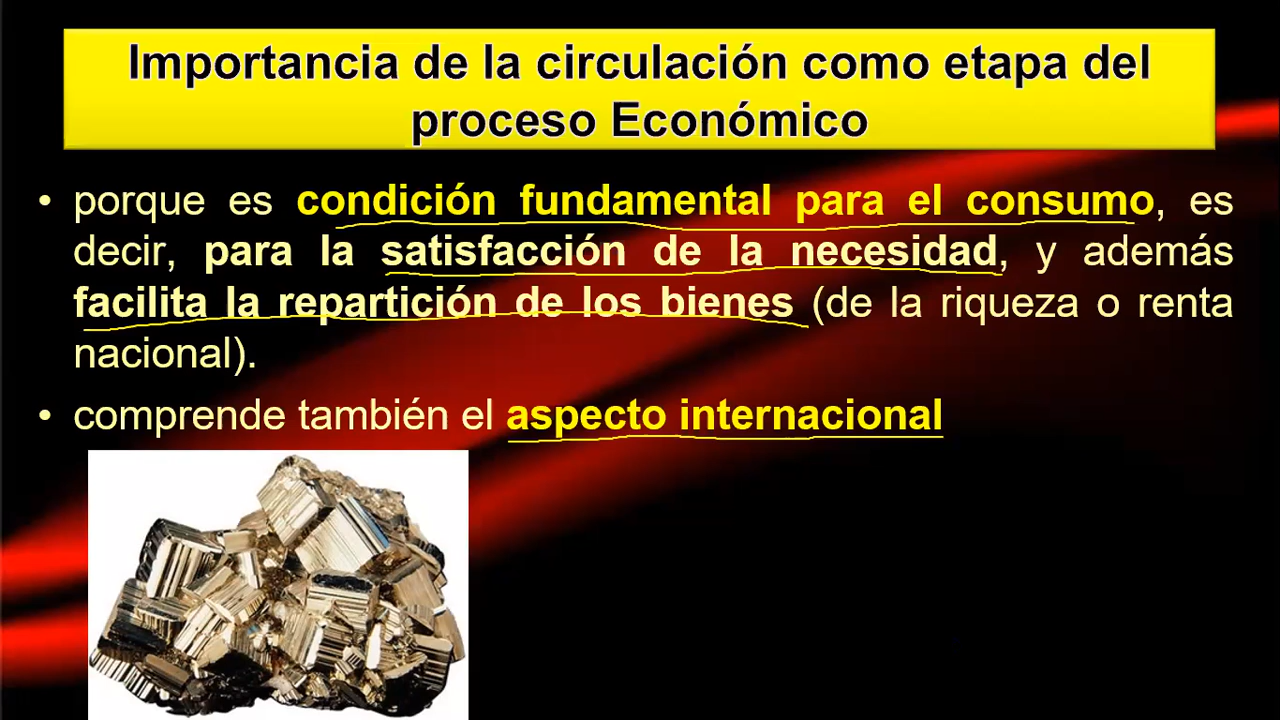 Importancia de la circulación como etapa del
proceso Económico
• porque es condición fundamental para el consumo, es
decir, para la satisfacción de la necesidad, y además
facilita la repartición de los bienes (de la riqueza o renta
nacional).
• comprende también el aspecto internacional